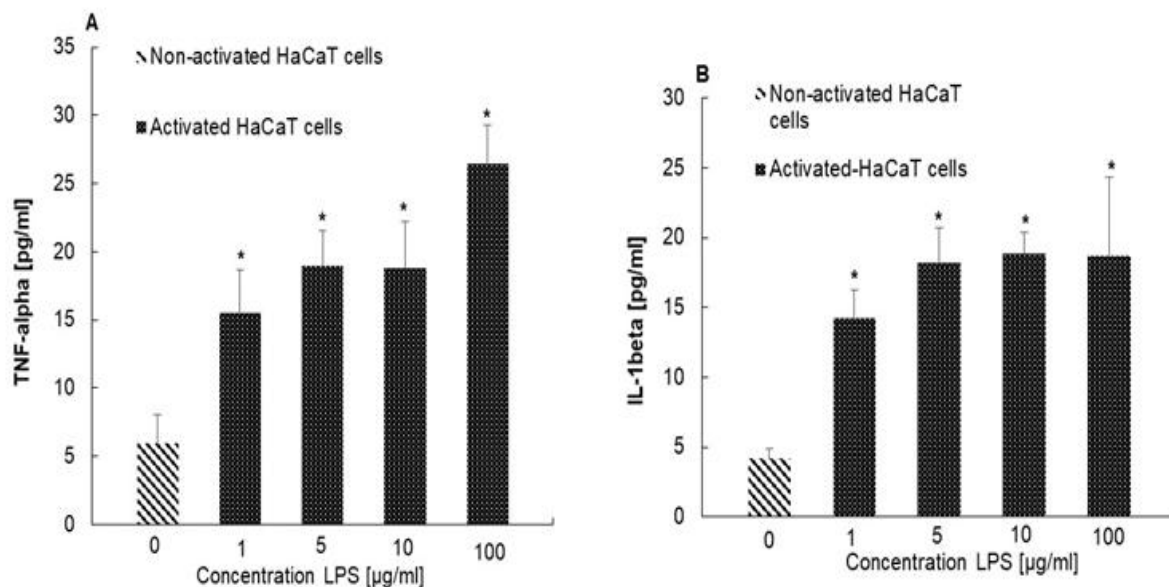 A
TNF-alpha [pg/ml]
35
30
25
20
15
10
5
0
Non-activated HaCaT cells
Activated HaCaT cells
*
*
*
*
0 1 5 10 100
Concentration LPS [µg/ml]
B
IL-1beta [pg/ml]
30
25
20
15
10
5
0
Non-activated HaCaT
cells
Activated-HaCaT cells
*
*
*
*
0 1 5 10 100
Concentration LPS [µg/ml]